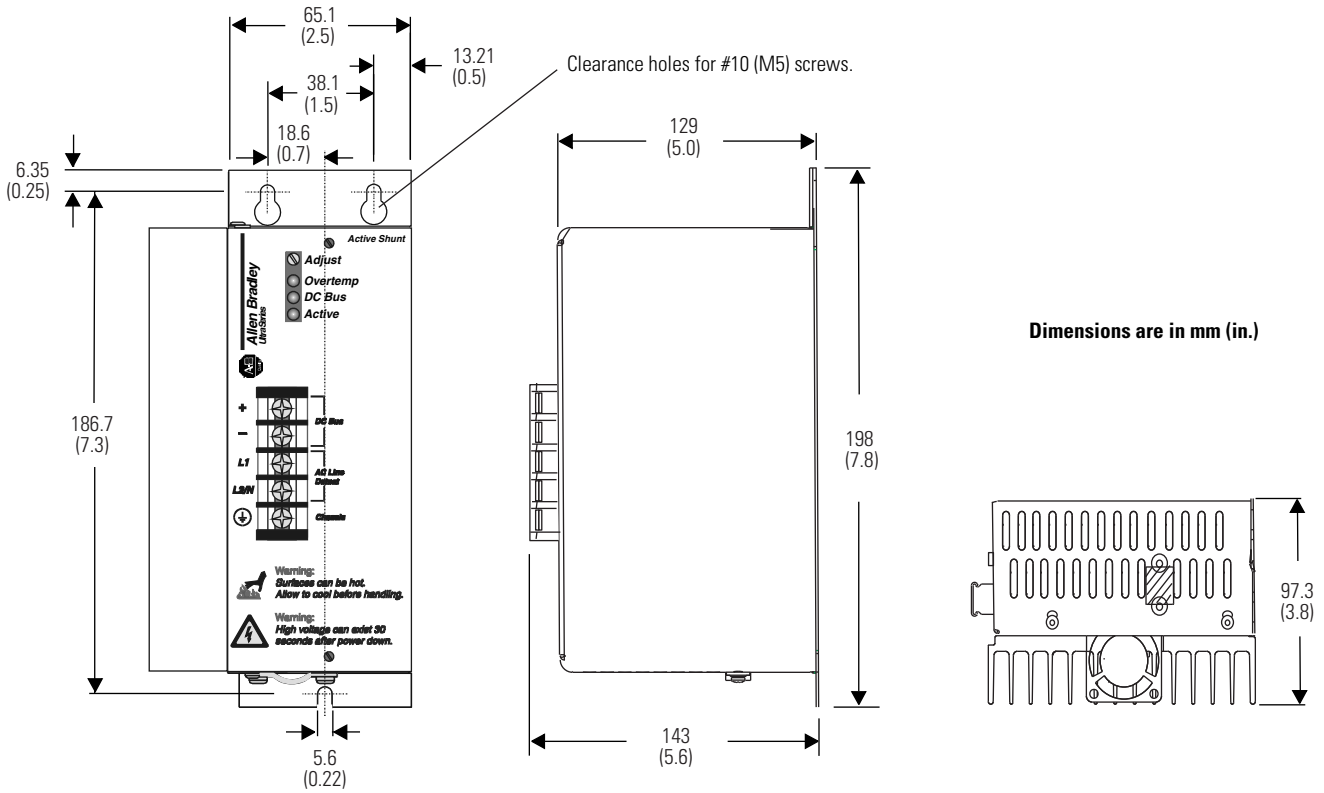 65.1
(2.5)
13.21
(0.5)
Clearance holes for #10 (M5) screws.
38.1
(1.5)
129
(5.0)
18.6
(0.7)
6.35
(0.25)
Active Shunt
Adjust
Overtemp
DC Bus
Active
Allen Bradley
UltraSeries
A-B
Dimensions are in mm (in.)
186.7
(7.3)
+
DC Bus
–
L1
AC Line
L2/N
Chassis
198
(7.8)
97.3
(3.8)
Warning:
Surfaces can be hot.
Allow to cool before handling.
Warning:
High voltage can exist 30
seconds after power down.
143
(5.6)
5.6
(0.22)